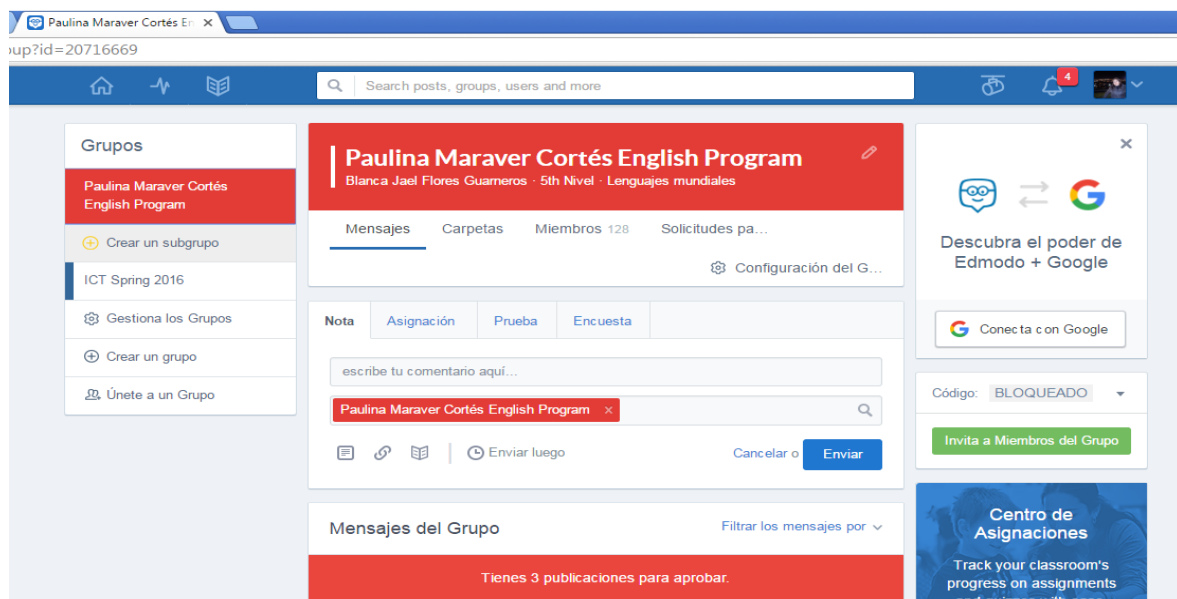 Paulina Maraver Cortés En
oup?id=20716669
Search posts, groups, users and more
4
Grupos
Paulina Maraver Cortés
English Program
Crear un subgrupo
ICT Spring 2016
Gestiona los Grupos
Crear un grupo
Únete a un Grupo
Paulina Maraver Cortés English Program
Blanca Jael Flores Guarneros · 5th Nivel · Lenguajes mundiales
Mensajes Carpetas Miembros 128 Solicitudes pa...
Configuración del G...
Nota Asignación Prueba Encuesta
escribe tu comentario aquí...
Paulina Maraver Cortés English Program ×
Enviar luego Cancelar o Enviar
Mensajes del Grupo Filtrar los mensajes por
Tienes 3 publicaciones para aprobar.
Descubra el poder de
Edmodo + Google
Conecta con Google
Código: BLOQUEADO
Invita a Miembros del Grupo
Centro de
Asignaciones
Track your classroom's
progress on assignments